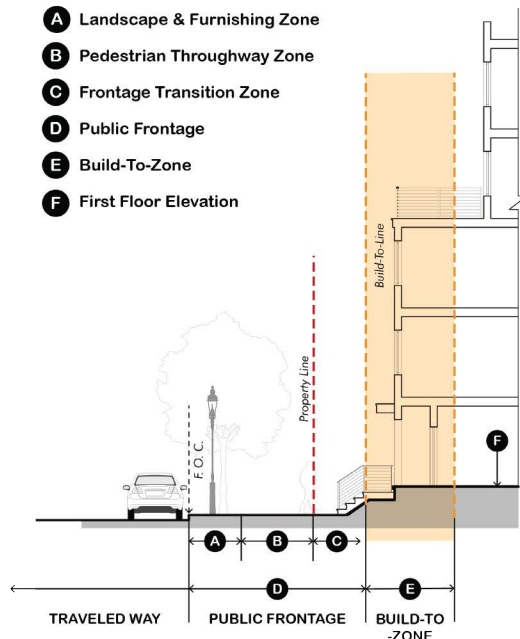 A Landscape & Furnishing Zone
B Pedestrian Throughway Zone
C Frontage Transition Zone
D Public Frontage
E Build-To-Zone
F First Floor Elevation
Build-To-Line
Property Line
F. O. C.
F
A B C
D E
TRAVELED WAY PUBLIC FRONTAGE BUILD-TO
-ZONE